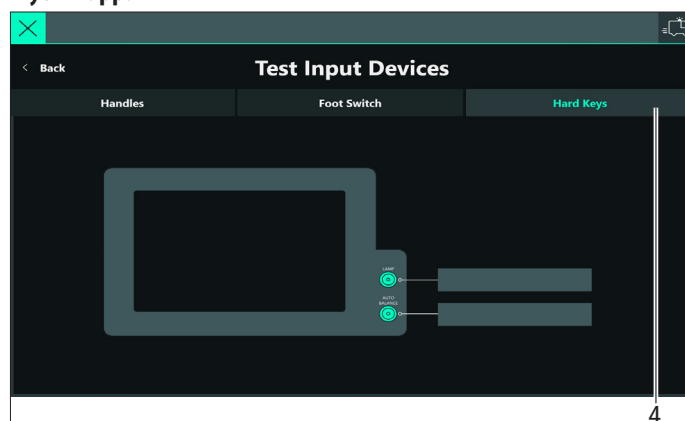 Back
Test Input Devices
Handles
Foot Switch
Hard Keys
LAMP
AUTO
BALANCE
4